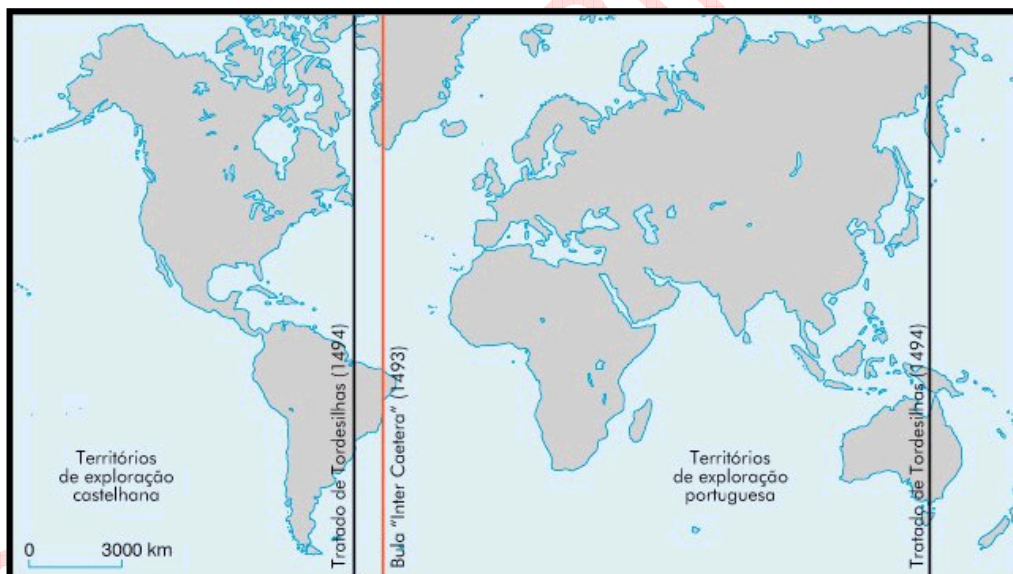 Tratado de Tordesilhas (1494)
Bula "Inter Caetera" (1493)
Tratado de Tordesilhas (1494)
Territórios
de exploração
castelhana
Territórios
de exploração
portuguesa
0 3000 km